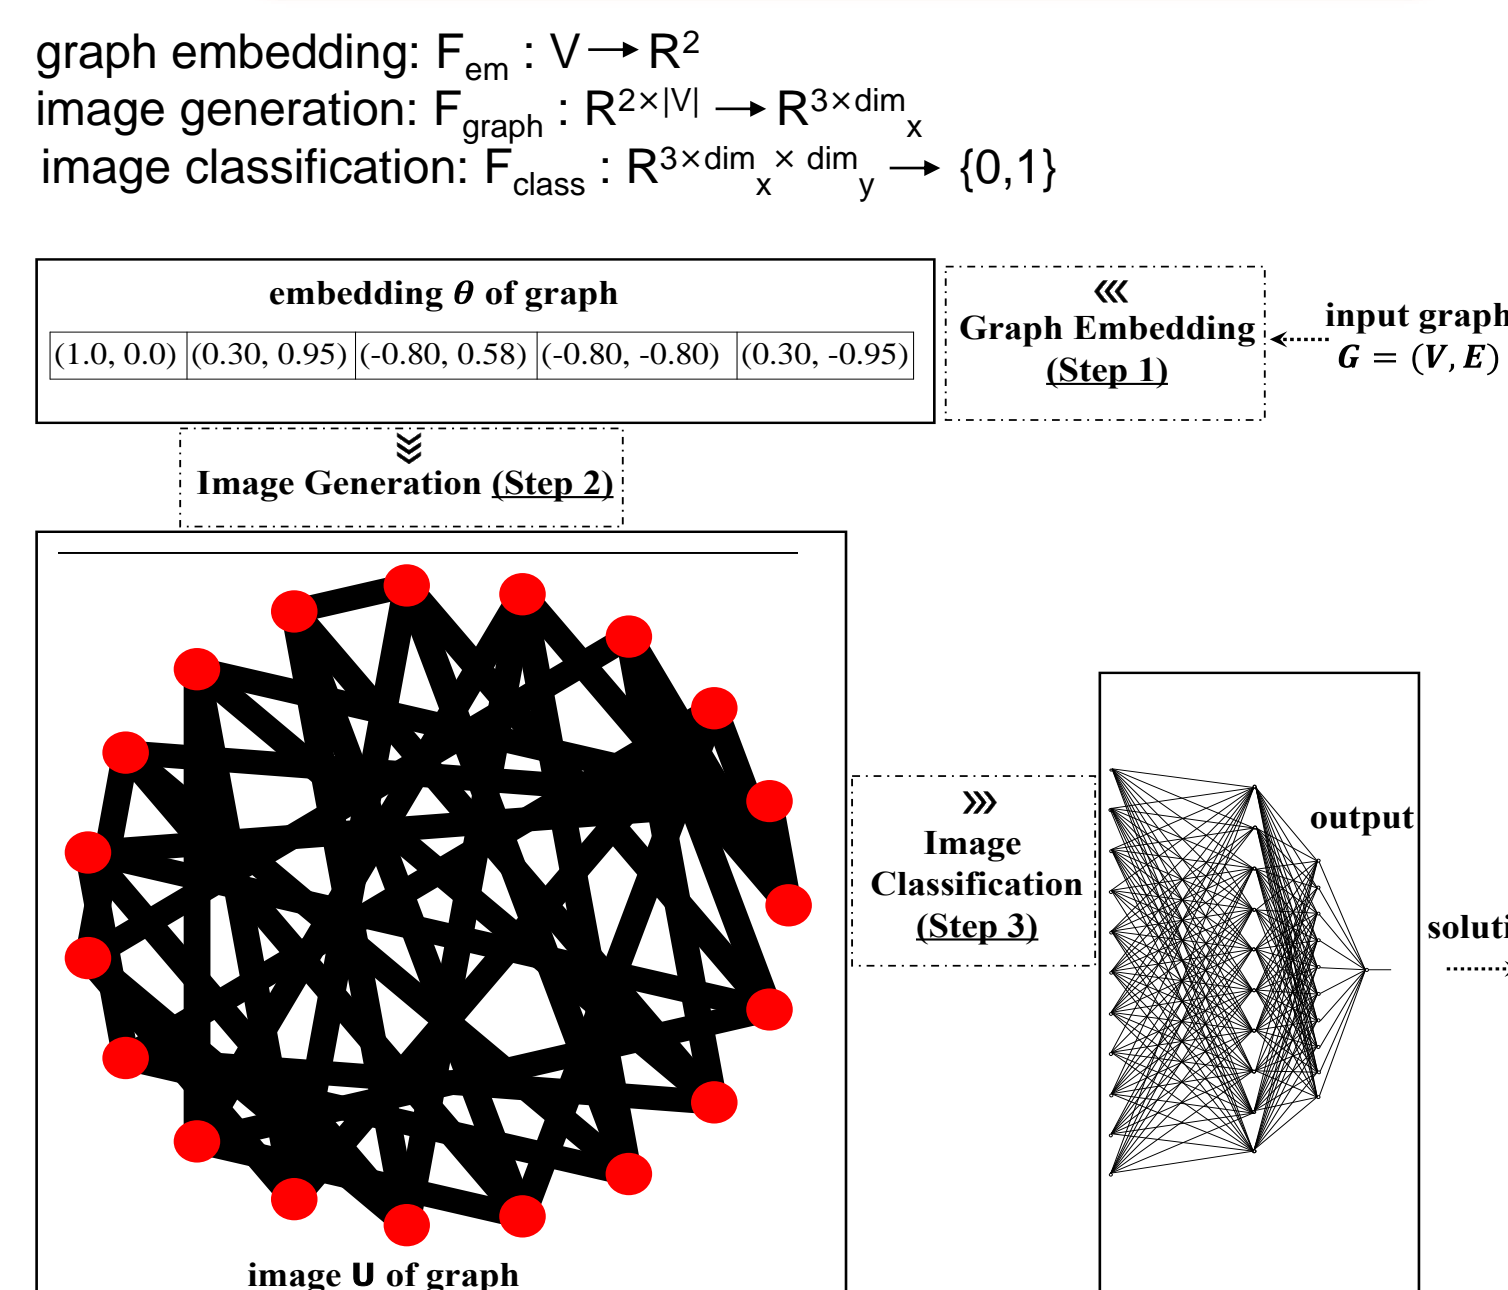 graph embedding: F_em : V → R^2
image generation: F_graph : R^2×|V| → R^3×dim_x
image classification: F_class : R^3×dim_x × dim_y → {0,1}
embedding θ of graph
(1.0, 0.0) (0.30, 0.95) (-0.80, 0.58) (-0.80, -0.80) (0.30, -0.95)
Graph Embedding
(Step 1)
input graph
G = (V, E)
Image Generation (Step 2)
image U of graph
Image
Classification
(Step 3)
output
soluti